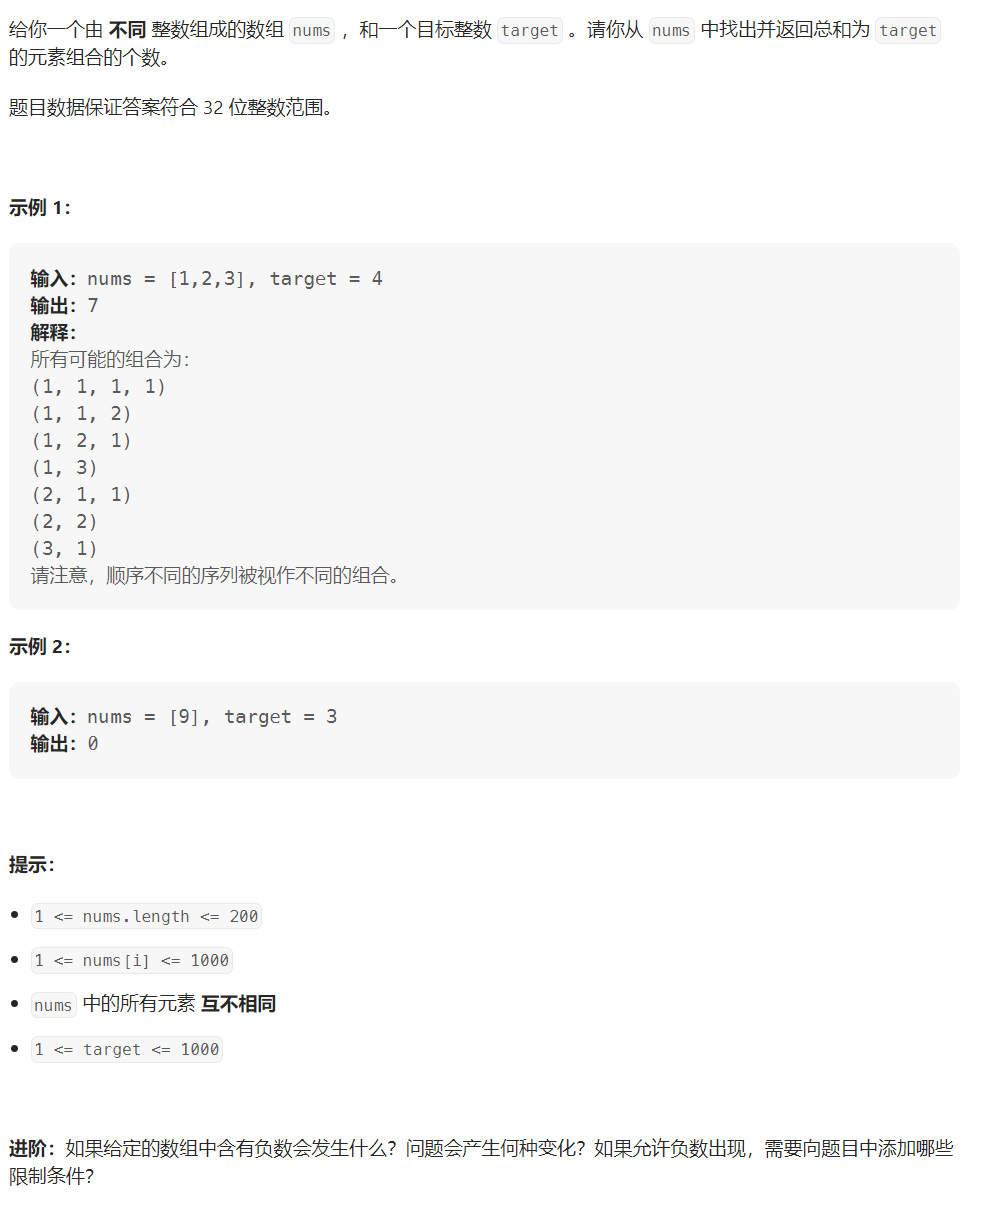 给你一个由 不同 整数组成的数组 nums ，和一个目标整数 target 。请你从 nums 中找出并返回总和为 target
的元素组合的个数。
题目数据保证答案符合 32 位整数范围。
示例 1：
输入：nums = [1,2,3], target = 4
输出：7
解释：
所有可能的组合为：
(1, 1, 1, 1)
(1, 1, 2)
(1, 2, 1)
(1, 3)
(2, 1, 1)
(2, 2)
(3, 1)
请注意，顺序不同的序列被视作不同的组合。
示例 2：
输入：nums = [9], target = 3
输出：0
提示：
1 <= nums.length <= 200
1 <= nums[i] <= 1000
nums 中的所有元素 互不相同
1 <= target <= 1000
进阶：如果给定的数组中含有负数会发生什么？问题会产生何种变化？如果允许负数出现，需要向题目中添加哪些
限制条件？